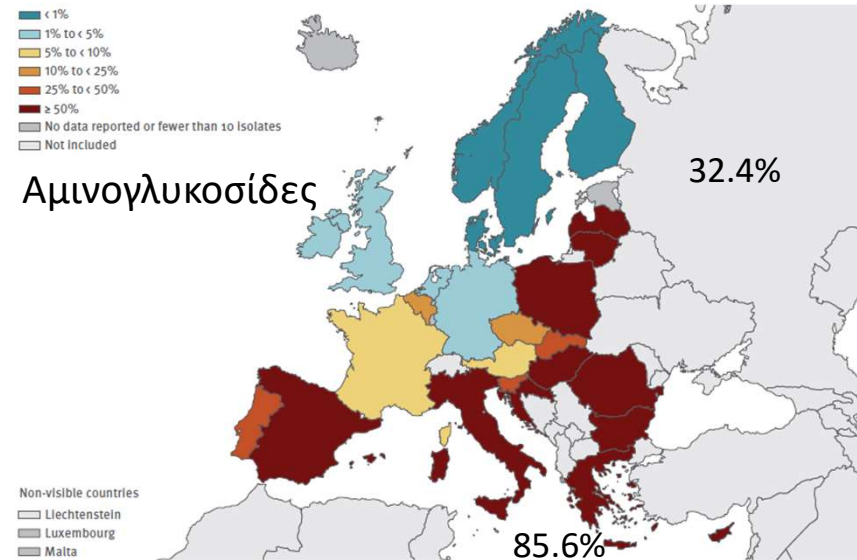 < 1%
1% to < 5%
5% to < 10%
10% to < 25%
25% to < 50%
≥ 50%
No data reported or fewer than 10 isolates
Not included
Αμινογλυκοσίδες
32.4%
Non-visible countries
Liechtenstein
Luxembourg
Malta
85.6%